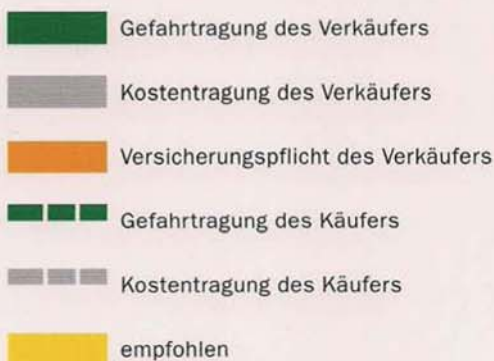 Gefahrtragung des Verkäufers
Kostentragung des Verkäufers
Versicherungspflicht des Verkäufers
Gefahrtragung des Käufers
Kostentragung des Käufers
empfohlen